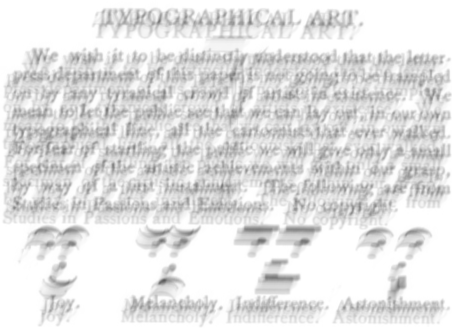 TYPOGRAPHICAL ART.
We wish it to be distinctly understood that the letter-
press department of this paper is not going to be trampled
on by any tyranical crowd of artists in existence. We
mean to let the public see that we can lay out, in our own
typographical line, all the cartoonists that ever walked.
For fear of startling the public we will give only a small
specimen of the artistic achievements within our grasp,
by way of a first instalment. The following are from
Studies in Passions and Emotions. No copyright.
Joy. Melancholy. Indifference. Astonishment.